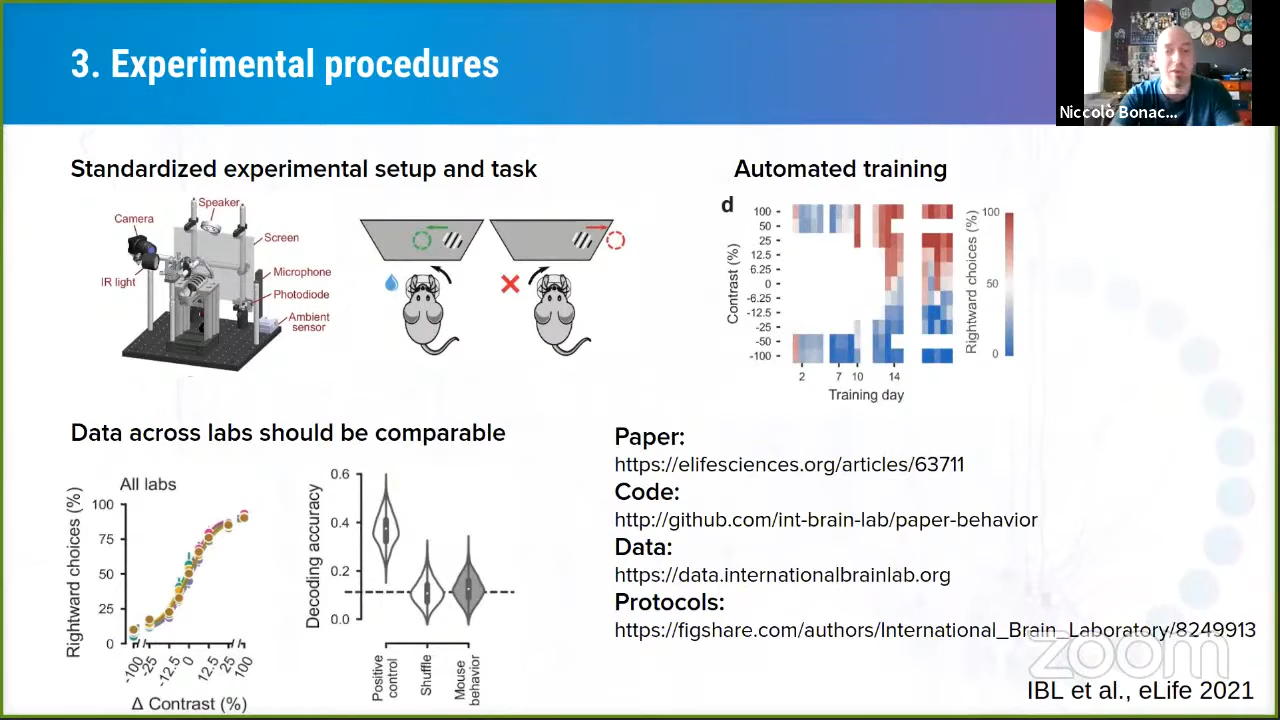 3. Experimental procedures
Niccolò Bonac...
Standardized experimental setup and task
Speaker
Camera
Screen
IR light
Microphone
Photodiode
Ambient
sensor
Automated training
d
Contrast (%)
100
50
25
12.5
6.25
0
-6.25
-12.5
-25
-50
-100
2
7
10
14
Training day
Rightward choices (%)
100
50
0
Data across labs should be comparable
All labs
Rightward choices (%)
100
75
50
25
0
-100
-25
-12.5
0
12.5
25
100
Δ Contrast (%)
Decoding accuracy
0.6
0.4
0.2
0.0
Positive
control
Shuffle
Mouse
behavior
Paper:
https://elifesciences.org/articles/63711
Code:
http://github.com/int-brain-lab/paper-behavior
Data:
https://data.internationalbrainlab.org
Protocols:
https://figshare.com/authors/International_Brain_Laboratory/8249913
zoom
IBL et al., eLife 2021